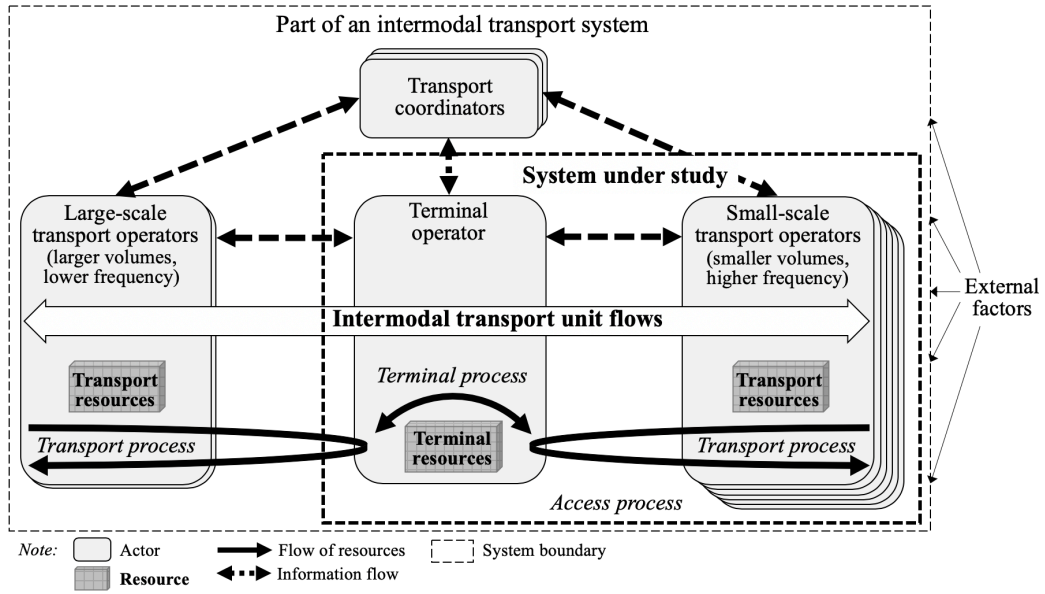 Part of an intermodal transport system
Transport
coordinators
System under study
Large-scale
transport operators
(larger volumes,
lower frequency)
Terminal
operator
Small-scale
transport operators
(smaller volumes,
higher frequency)
External
factors
Intermodal transport unit flows
Transport
resources
Terminal process
Transport
resources
Transport process
Terminal
resources
Transport process
Access process
Note:
Actor
Flow of resources
System boundary
Resource
Information flow